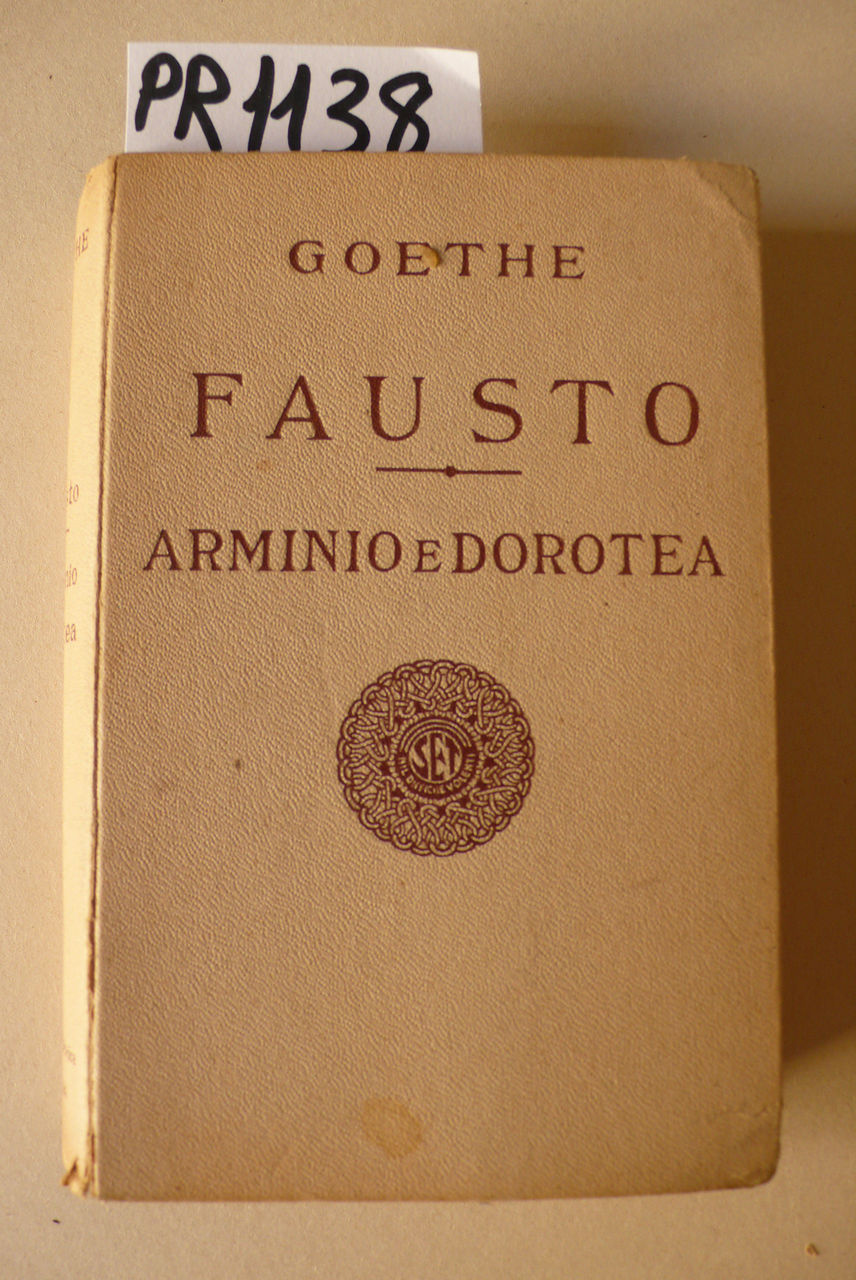 PR1138
GOETHE
FAUSTO
ARMINIO E DOROTEA
SET